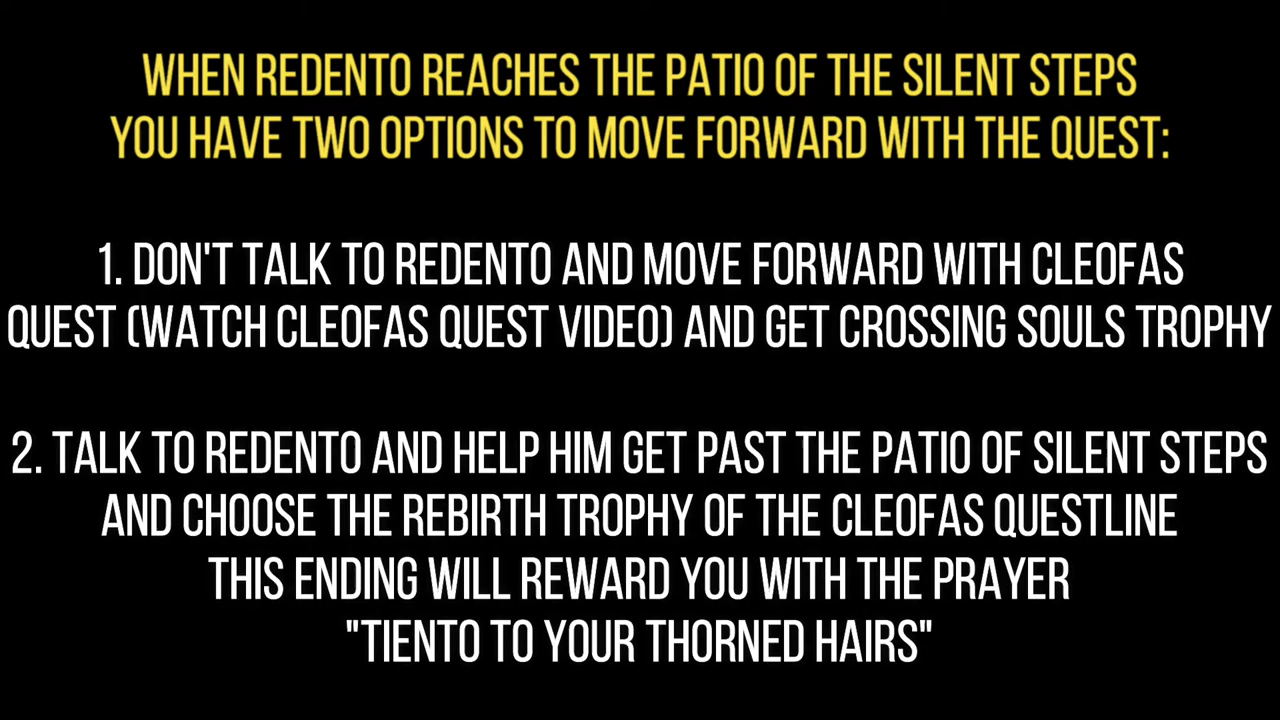 WHEN REDENTO REACHES THE PATIO OF THE SILENT STEPS
YOU HAVE TWO OPTIONS TO MOVE FORWARD WITH THE QUEST:
1. DON'T TALK TO REDENTO AND MOVE FORWARD WITH CLEOFAS
QUEST (WATCH CLEOFAS QUEST VIDEO) AND GET CROSSING SOULS TROPHY
2. TALK TO REDENTO AND HELP HIM GET PAST THE PATIO OF SILENT STEPS
AND CHOOSE THE REBIRTH TROPHY OF THE CLEOFAS QUESTLINE
THIS ENDING WILL REWARD YOU WITH THE PRAYER
"TIENTO TO YOUR THORNED HAIRS"